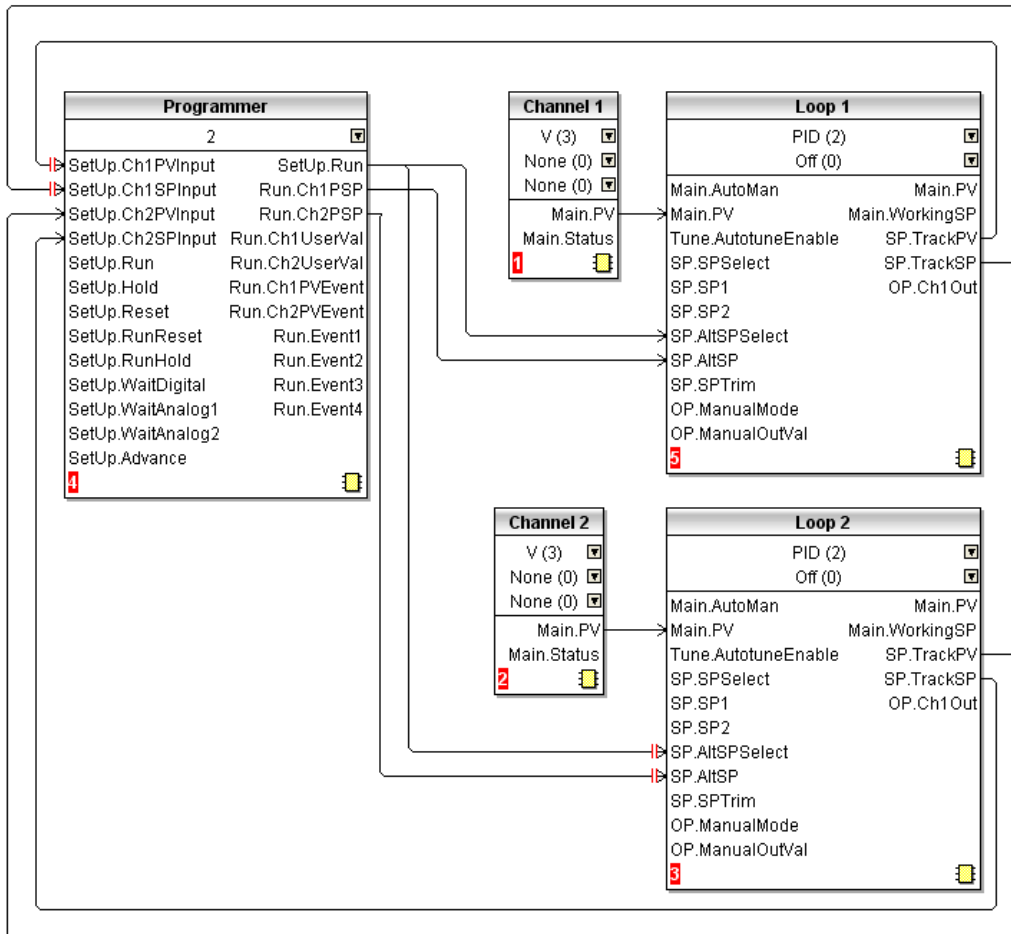 Programmer
2
SetUp.Ch1PVInput SetUp.Run
SetUp.Ch1SPInput Run.Ch1PSP
SetUp.Ch2PVInput Run.Ch2PSP
SetUp.Ch2SPInput Run.Ch1UserVal
SetUp.Run Run.Ch2UserVal
SetUp.Hold Run.Ch1PVEvent
SetUp.Reset Run.Ch2PVEvent
SetUp.RunReset Run.Event1
SetUp.RunHold Run.Event2
SetUp.WaitDigital Run.Event3
SetUp.WaitAnalog1 Run.Event4
SetUp.WaitAnalog2
SetUp.Advance
4
Channel 1
V (3)
None (0)
None (0)
Main.PV
Main.Status
1
Loop 1
PID (2)
Off (0)
Main.AutoMan Main.PV
Main.PV Main.WorkingSP
Tune.AutotuneEnable SP.TrackPV
SP.SPSelect SP.TrackSP
SP.SP1 OP.Ch1Out
SP.SP2
SP.AltSPSelect
SP.AltSP
SP.SPTrim
OP.ManualMode
OP.ManualOutVal
5
Channel 2
V (3)
None (0)
None (0)
Main.PV
Main.Status
2
Loop 2
PID (2)
Off (0)
Main.AutoMan Main.PV
Main.PV Main.WorkingSP
Tune.AutotuneEnable SP.TrackPV
SP.SPSelect SP.TrackSP
SP.SP1 OP.Ch1Out
SP.SP2
SP.AltSPSelect
SP.AltSP
SP.SPTrim
OP.ManualMode
OP.ManualOutVal
3